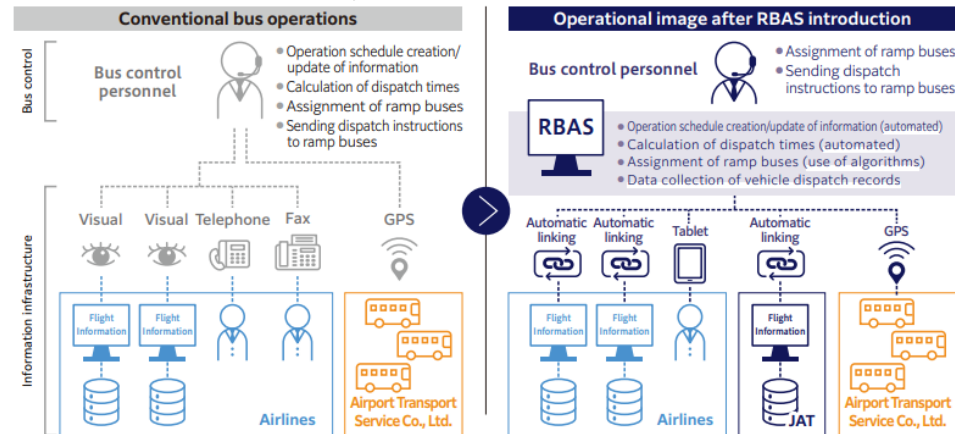 Conventional bus operations
Bus control
Bus control
personnel
• Operation schedule creation/
update of information
• Calculation of dispatch times
• Assignment of ramp buses
• Sending dispatch instructions
to ramp buses
Information infrastructure
Visual
Visual
Telephone
Fax
GPS
Flight
Information
Flight
Information
Airlines
Airport Transport
Service Co., Ltd.
Operational image after RBAS introduction
Bus control personnel
• Assignment of ramp buses
• Sending dispatch
instructions to ramp buses
RBAS
• Operation schedule creation/update of information (automated)
• Calculation of dispatch times (automated)
• Assignment of ramp buses (use of algorithms)
• Data collection of vehicle dispatch records
Automatic
linking
Automatic
linking
Tablet
Automatic
linking
GPS
Flight
Information
Flight
Information
Airlines
Flight
Information
JAT
Airport Transport
Service Co., Ltd.